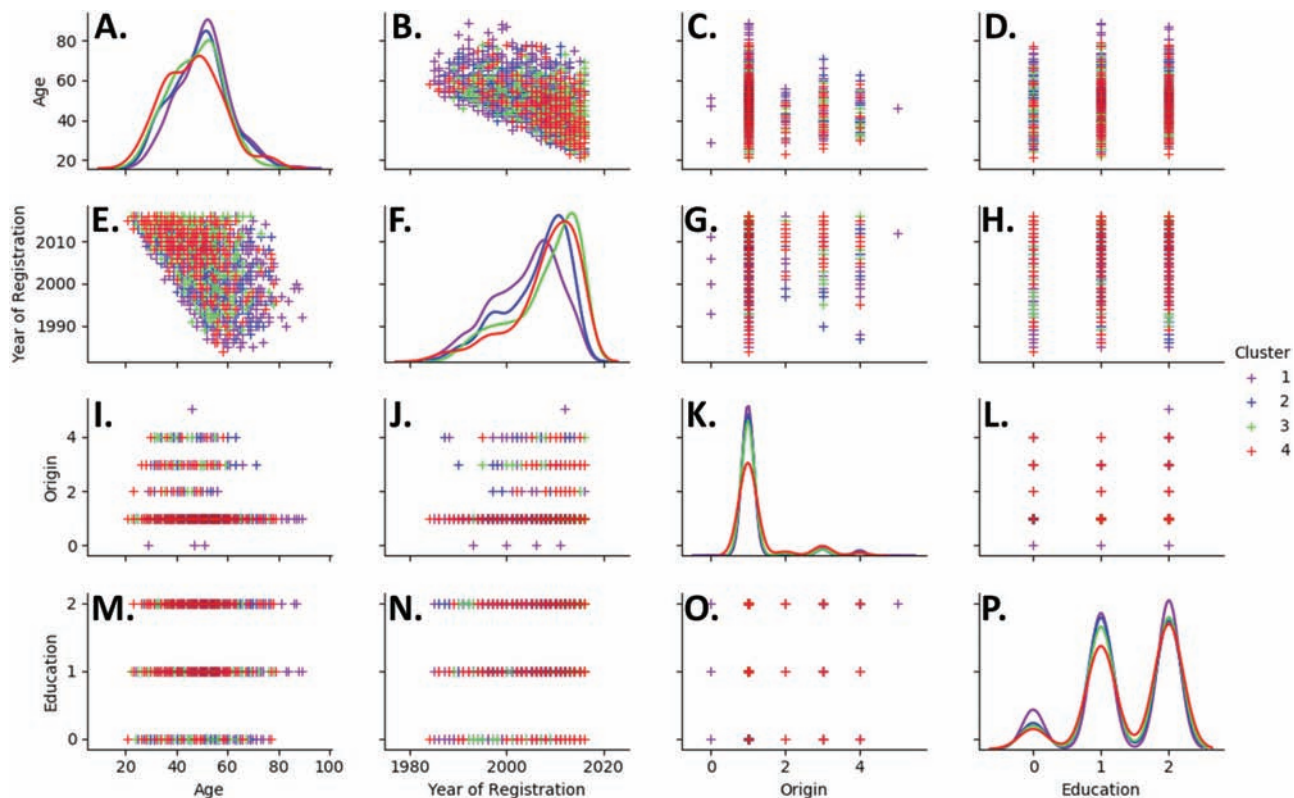 A. B. C. D.
Age
80
60
40
20
E. F. G. H.
Year of Registration
2010
2000
1990
Cluster
1
2
3
4
I. J. K. L.
Origin
4
2
0
M. N. O. P.
Education
2
1
0
20 40 60 80 100 1980 2000 2020 0 2 4 0 1 2
Age Year of Registration Origin Education